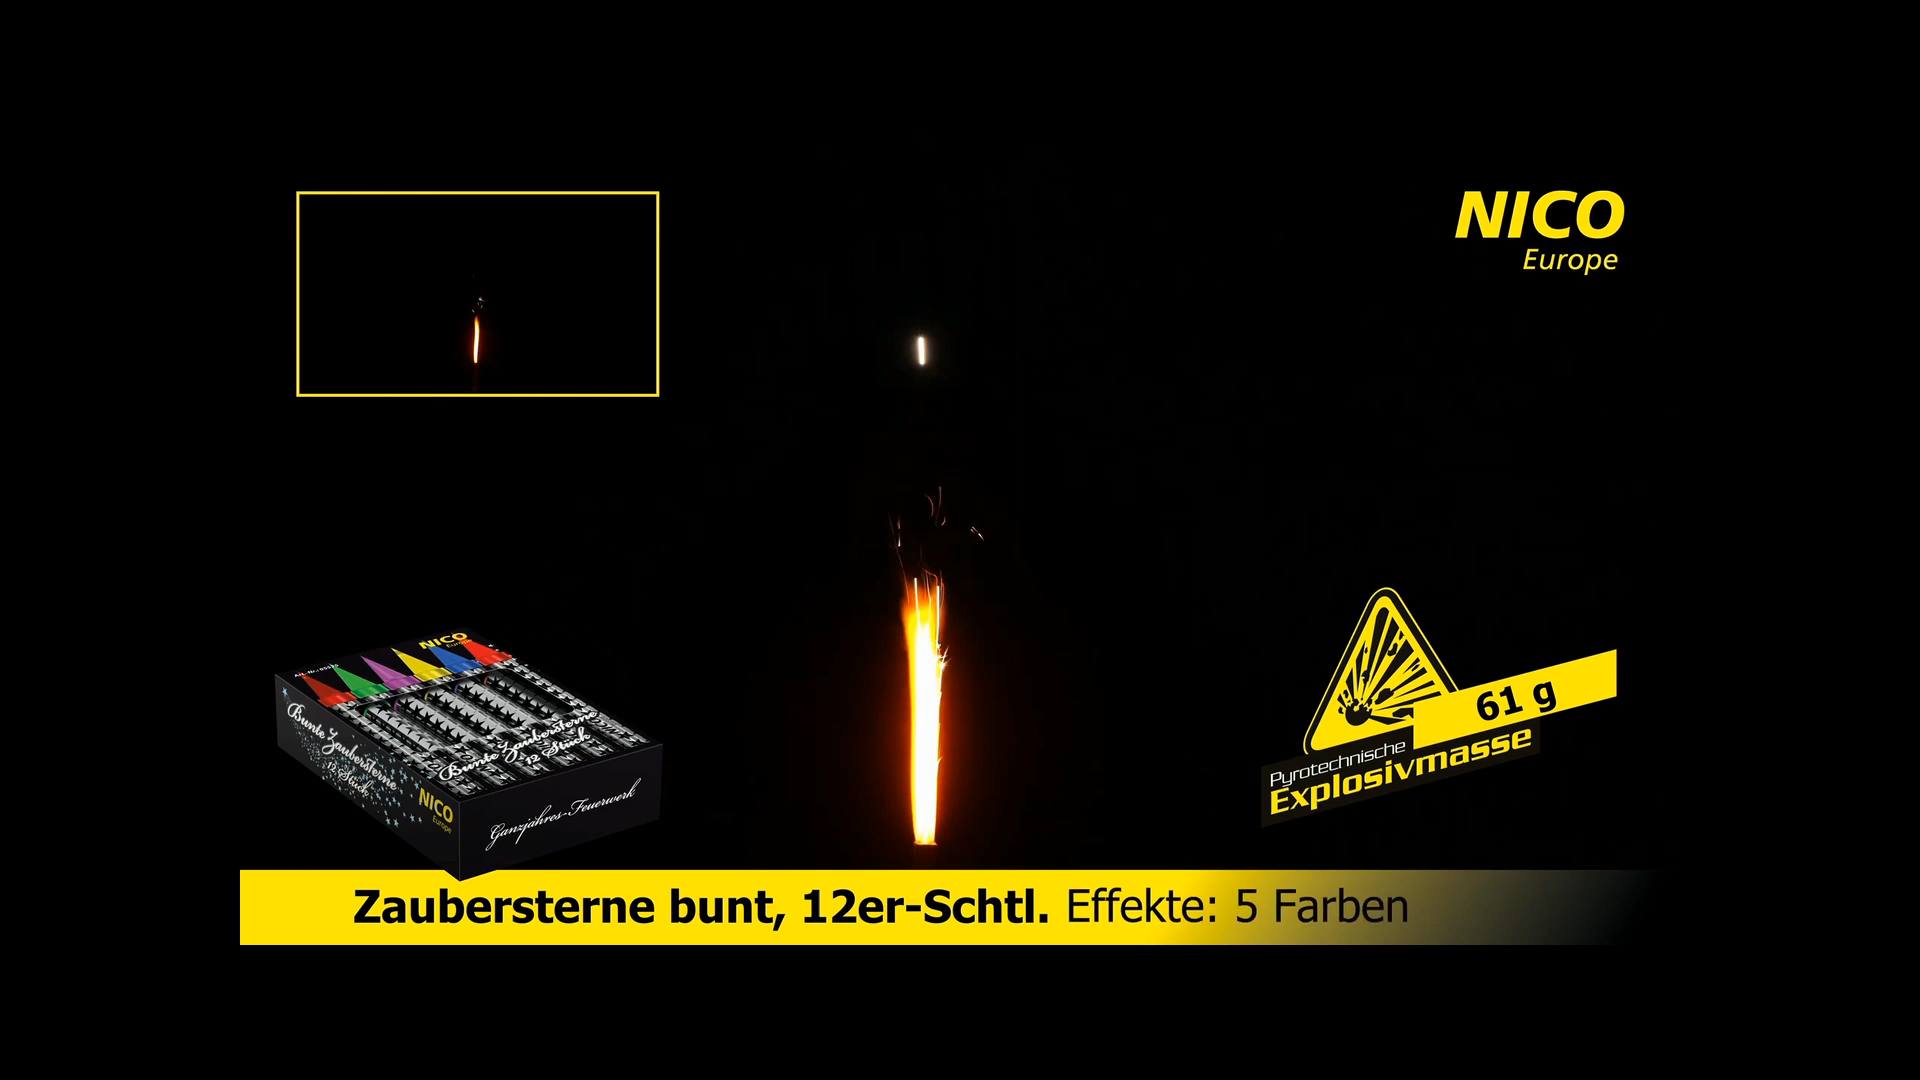 NICO
Europe
NICO
Europe
Bunte Zaubersterne
12 Stück
Bunte Zaubersterne
12 Stück
NICO
Europe
Ganzjahres-Feuerwerk
61 g
Pyrotechnische
Explosivmasse
Zaubersterne bunt, 12er-Schtl. Effekte: 5 Farben